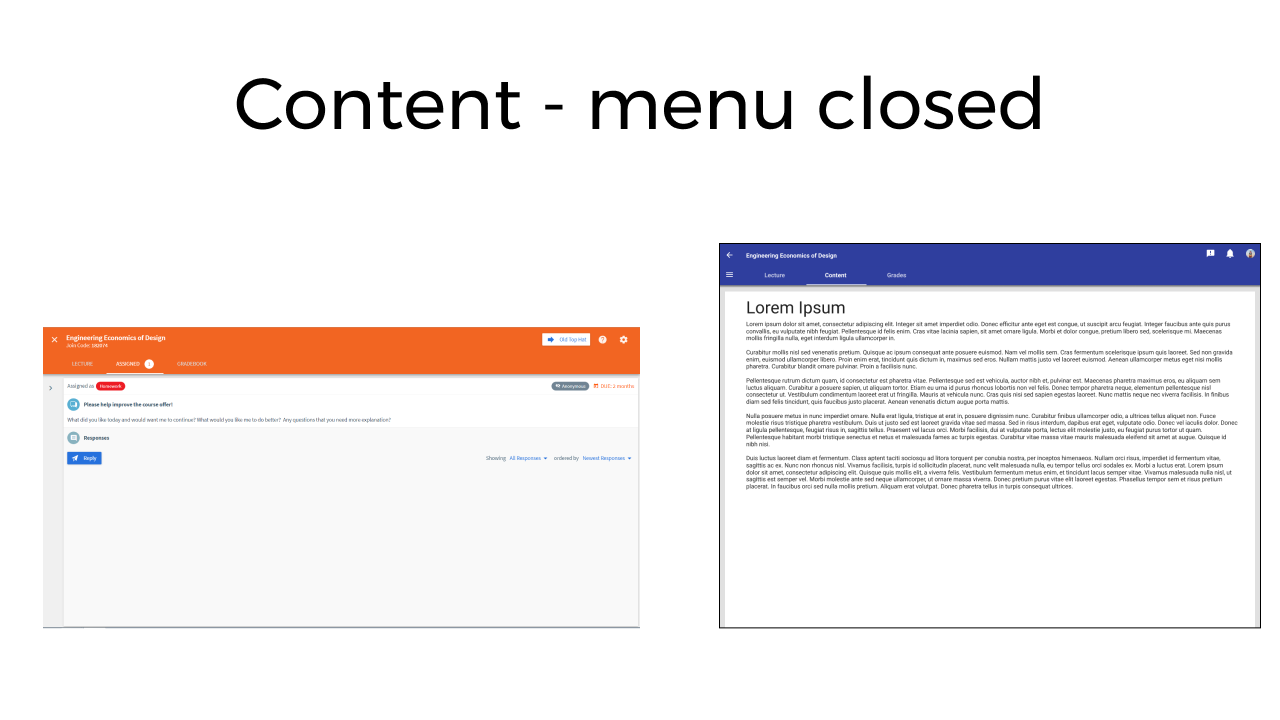 Content - menu closed
Engineering Economics of Design
Join Code:
Old Top Hat
LECTURE ASSIGNED 1 GRADEBOOK
Assigned as Homework Anonymous DUE: 2 months
Please help improve the course offer!
What did you like today and would want me to continue? What would you like me to do better? Any questions that you need more explanation?
Responses
Reply Showing All Responses ordered by Newest Responses
Engineering Economics of Design
Lecture Content Grades
Lorem Ipsum
Lorem ipsum dolor sit amet, consectetur adipiscing elit. Integer sit amet imperdiet odio. Donec efficitur ante eget est congue, ut suscipit arcu feugiat. Integer faucibus ante quis purus
convallis, eu vulputate nibh feugiat. Pellentesque id felis enim. Cras vitae lacinia sapien, sit amet ornare ligula. Morbi et dolor congue, pretium libero sed, scelerisque mi. Maecenas
mollis fringilla nulla, eget interdum ligula ullamcorper in.
Curabitur mollis nisl sed venenatis pretium. Quisque ac ipsum consequat ante posuere euismod. Nam vel mollis sem. Cras fermentum scelerisque ipsum quis laoreet. Sed non gravida
enim, euismod ullamcorper libero. Proin enim erat, tincidunt quis dictum in, maximus sed eros. Nullam mattis justo vel laoreet euismod. Aenean ullamcorper metus eget nisi mollis
pharetra. Curabitur blandit ornare pulvinar. Proin a facilisis nunc.
Pellentesque rutrum dictum quam, id consectetur est pharetra vitae. Pellentesque sed est vehicula, auctor nibh et, pulvinar est. Maecenas pharetra maximus eros, eu aliquam sem
luctus aliquam. Curabitur a posuere sapien, ut aliquam tortor. Etiam eu urna id purus rhoncus lobortis non vel felis. Donec tempor pharetra neque, elementum pellentesque nisl
consectetur ut. Vestibulum condimentum laoreet erat ut fringilla. Mauris at vehicula nunc. Cras quis nisi sed sapien egestas laoreet. Nunc mattis neque nec viverra facilisis. In finibus
diam sed felis tincidunt, quis faucibus justo placerat. Aenean venenatis dictum augue porta mattis.
Nulla posuere metus in nunc imperdiet ornare. Nulla erat ligula, tristique at erat in, posuere dignissim nunc. Curabitur finibus ullamcorper odio, a ultrices tellus aliquet non. Fusce
molestie risus tristique pharetra vestibulum. Duis ut justo sed est laoreet gravida vitae sed massa. Sed in risus interdum, dapibus augue eu, vulputate tortor. Donec vel iaculis dolor. Donec
at ligula pellentesque, feugiat risus in, sagittis tellus. Praesent vel lacus orci. Morbi facilisis, dui at vulputate porta, lectus elit molestie justo, eu feugiat purus tortor ut quam.
Pellentesque habitant morbi tristique senectus et netus et malesuada fames ac turpis egestas. Curabitur vitae massa vitae mauris malesuada eleifend sit amet at augue. Quisque id
nibh nisi.
Duis luctus laoreet diam et fermentum. Class aptent taciti sociosqu ad litora torquent per conubia nostra, per inceptos himenaeos. Nullam orci risus, imperdiet id fermentum vitae,
sagittis ac ex. Nunc non rhoncus nisl. Vivamus facilisis, turpis id sollicitudin placerat, nunc velit malesuada nulla, eu tempor tellus orci sodales ex. Morbi a luctus erat. Lorem ipsum
dolor sit amet, consectetur adipiscing elit. Quisque quis mollis elit, a viverra felis. Vestibulum fermentum metus enim, et tincidunt lacus semper vitae. Vivamus malesuada nulla nisl, ut
sagittis est semper vel. Morbi molestie ante sed neque ullamcorper, ut ornare massa viverra. Donec pretium purus vitae elit laoreet egestas. Phasellus tempor sem et risus pretium
placerat. In faucibus orci sed nulla mollis pretium. Aliquam erat volutpat. Donec pharetra tellus in turpis consequat ultrices.